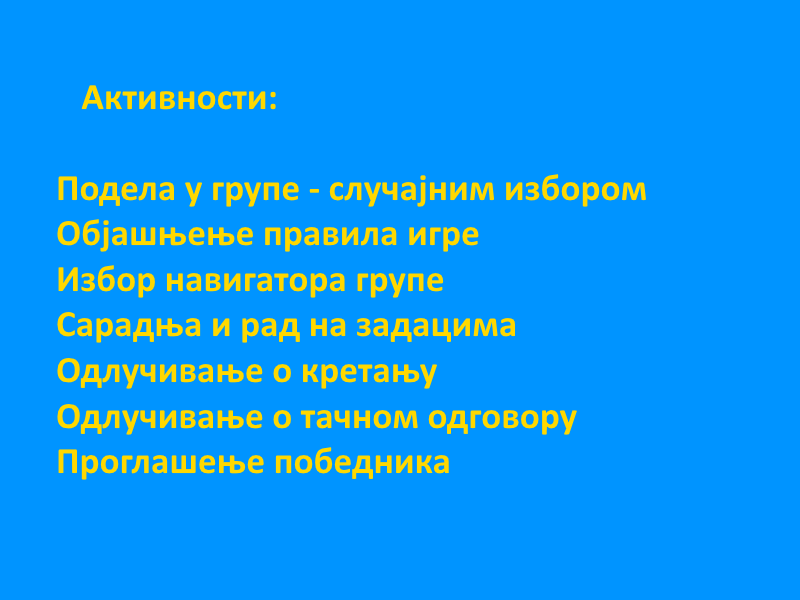 Активности:
Подела у групе - случајним избором
Објашњење правила игре
Избор навигатора групе
Сарадња и рад на задацима
Одлучивање о кретању
Одлучивање о тачном одговору
Проглашење победника